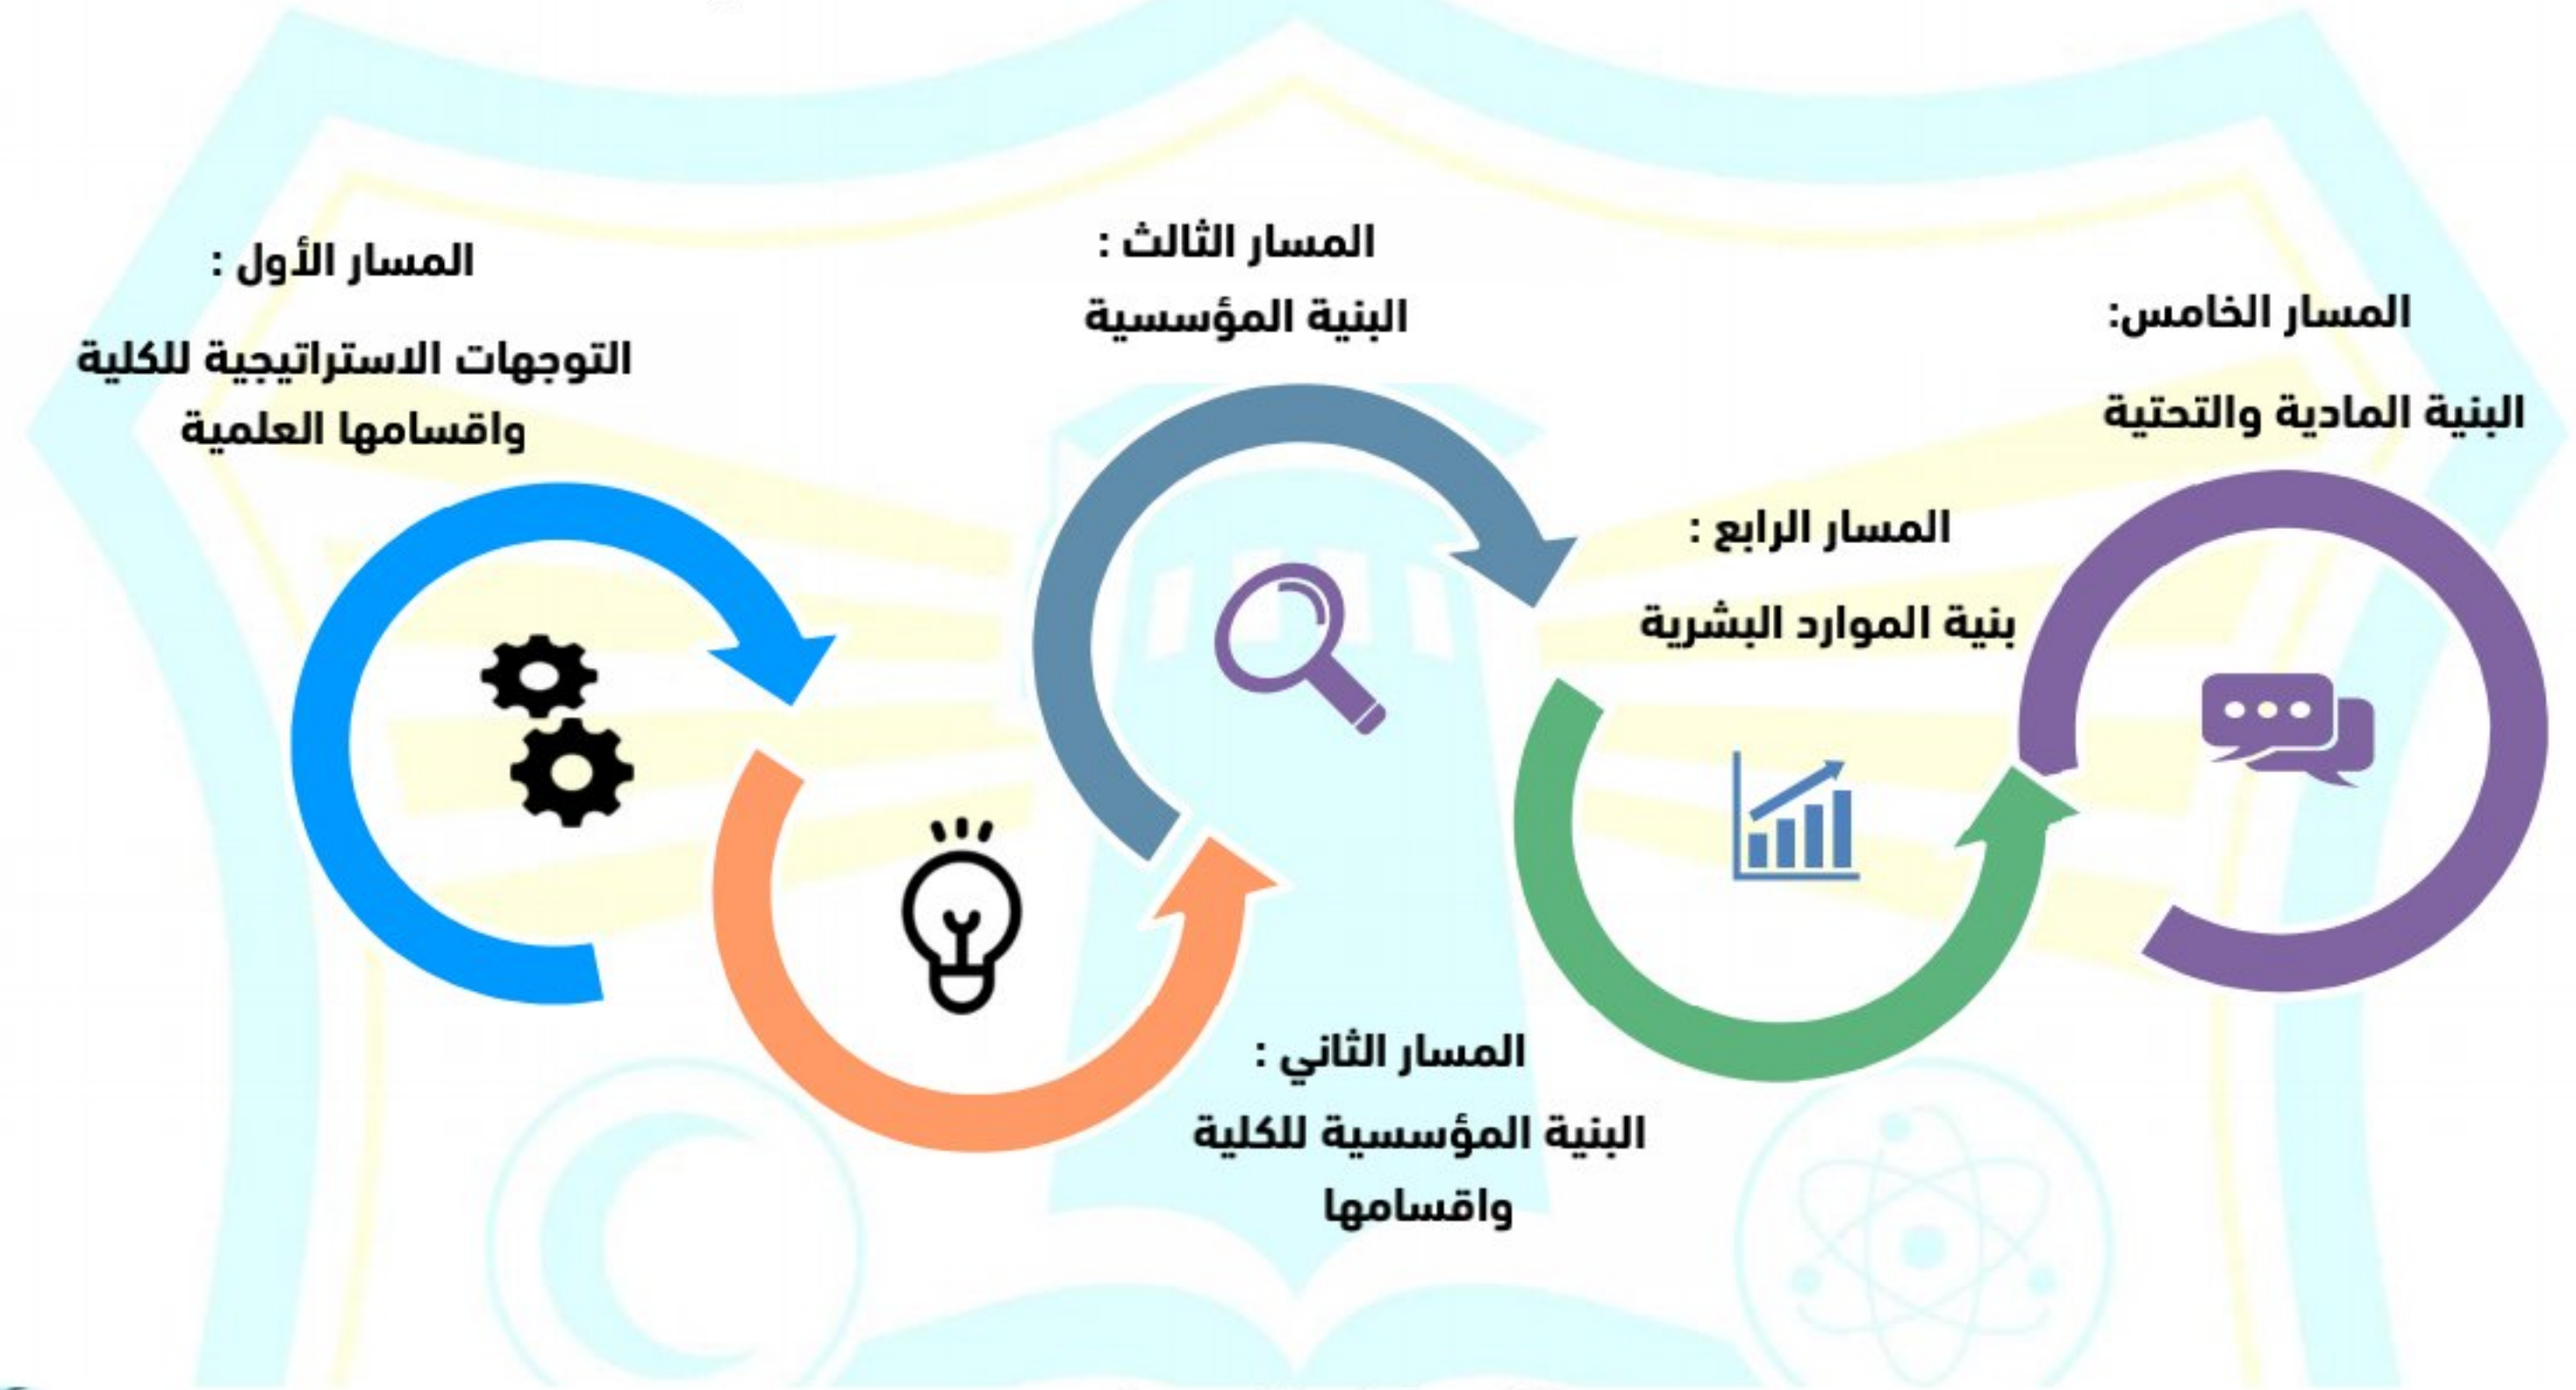 المسار الأول :
التوجهات الاستراتيجية للكلية
واقسامها العلمية
المسار الثاني :
البنية المؤسسية للكلية
واقسامها
المسار الثالث :
البنية المؤسسية
المسار الرابع :
بنية الموارد البشرية
المسار الخامس:
البنية المادية والتحتية